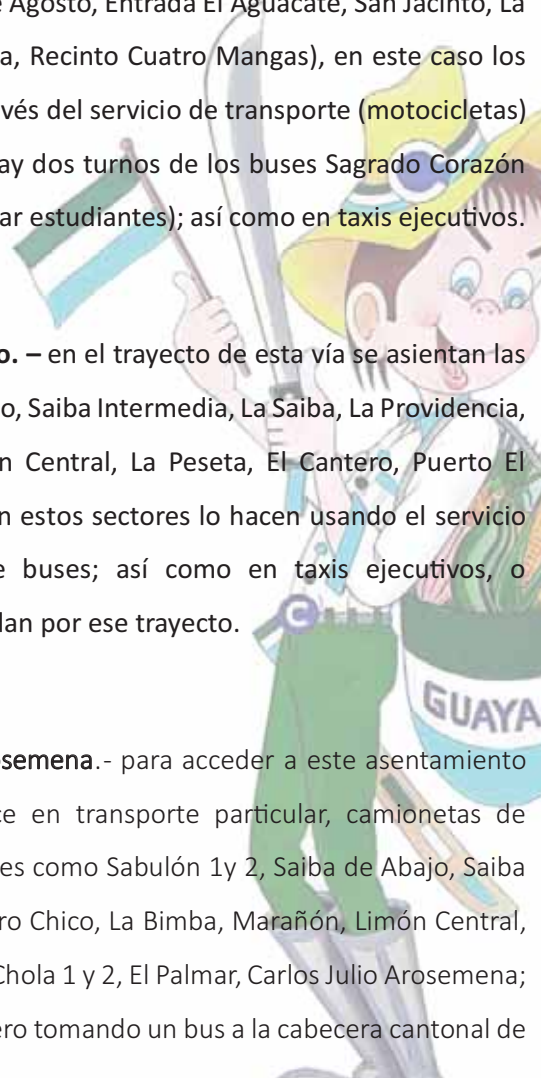 Agosto, Entrada El Aguacate, San Jacinto, La
a, Recinto Cuatro Mangas), en este caso los
vés del servicio de transporte (motocicletas)
ay dos turnos de los buses Sagrado Corazón
ar estudiantes); así como en taxis ejecutivos.
o. – en el trayecto de esta vía se asientan las
o, Saiba Intermedia, La Saiba, La Providencia,
n Central, La Peseta, El Cantero, Puerto El
n estos sectores lo hacen usando el servicio
e buses; así como en taxis ejecutivos, o
dan por ese trayecto.
C
GUAYA
semena.- para acceder a este asentamiento
ce en transporte particular, camionetas de
es como Sabulón 1y 2, Saiba de Abajo, Saiba
ro Chico, La Bimba, Marañón, Limón Central,
Chola 1 y 2, El Palmar, Carlos Julio Arosemena;
ero tomando un bus a la cabecera cantonal de